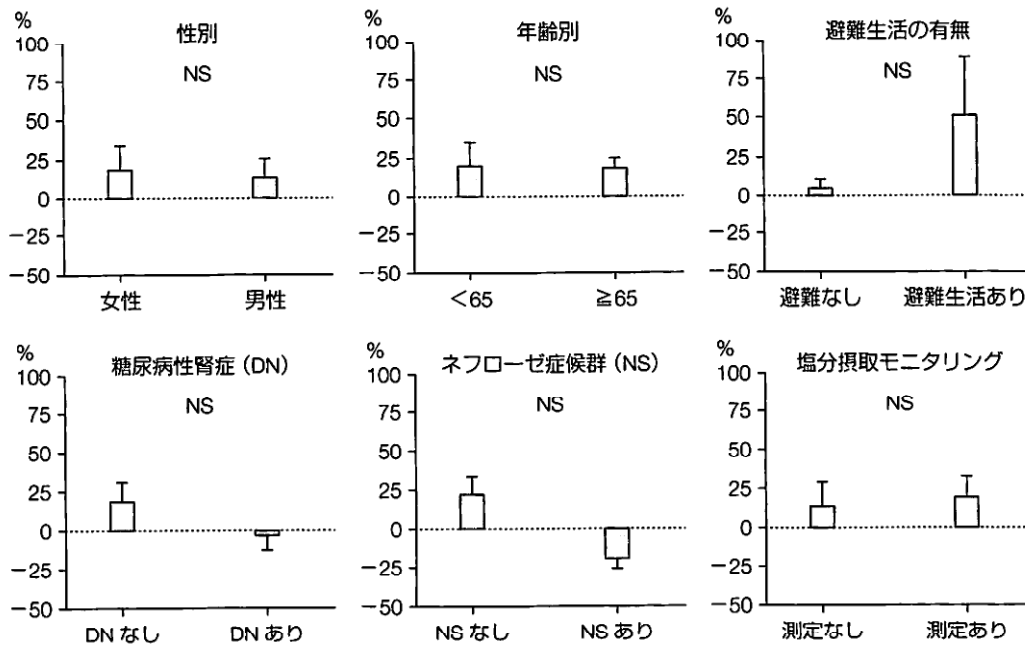 %
性別
NS
100
75
50
25
0
−25
−50
女性
男性
%
年齢別
NS
100
75
50
25
0
−25
−50
<65
≧65
%
避難生活の有無
NS
100
75
50
25
0
−25
−50
避難なし
避難生活あり
%
糖尿病性腎症(DN)
NS
100
75
50
25
0
−25
−50
DN なし
DN あり
%
ネフローゼ症候群(NS)
NS
100
75
50
25
0
−25
−50
NS なし
NS あり
%
塩分摂取モニタリング
NS
100
75
50
25
0
−25
−50
測定なし
測定あり